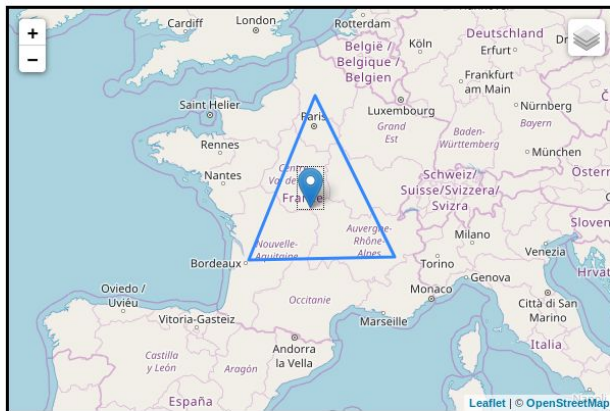 Cardiff
London
Rotterdam
Deutschland
+
−
België /
Belgique /
Belgien
Köln
Erfurt
Frankfurt
am Main
Saint Helier
Paris
Luxembourg
Nürnberg
Bayern
Grand
Est
Baden-
Württemberg
Rennes
München
Nantes
Schweiz/
Suisse/Svizzera/
Svizra
France
Nouvelle-
Aquitaine
Auvergne-
Rhône-
Alpes
Bordeaux
Milano
Venezia
Torino
Genova
Oviedo /
Uviéu
Occitanie
Monaco
Città di San
Marino
Marseille
Vitoria-Gasteiz
Andorra
la Vella
Italia
Castilla
y León
Aragón
España
Leaflet | © OpenStreetMap